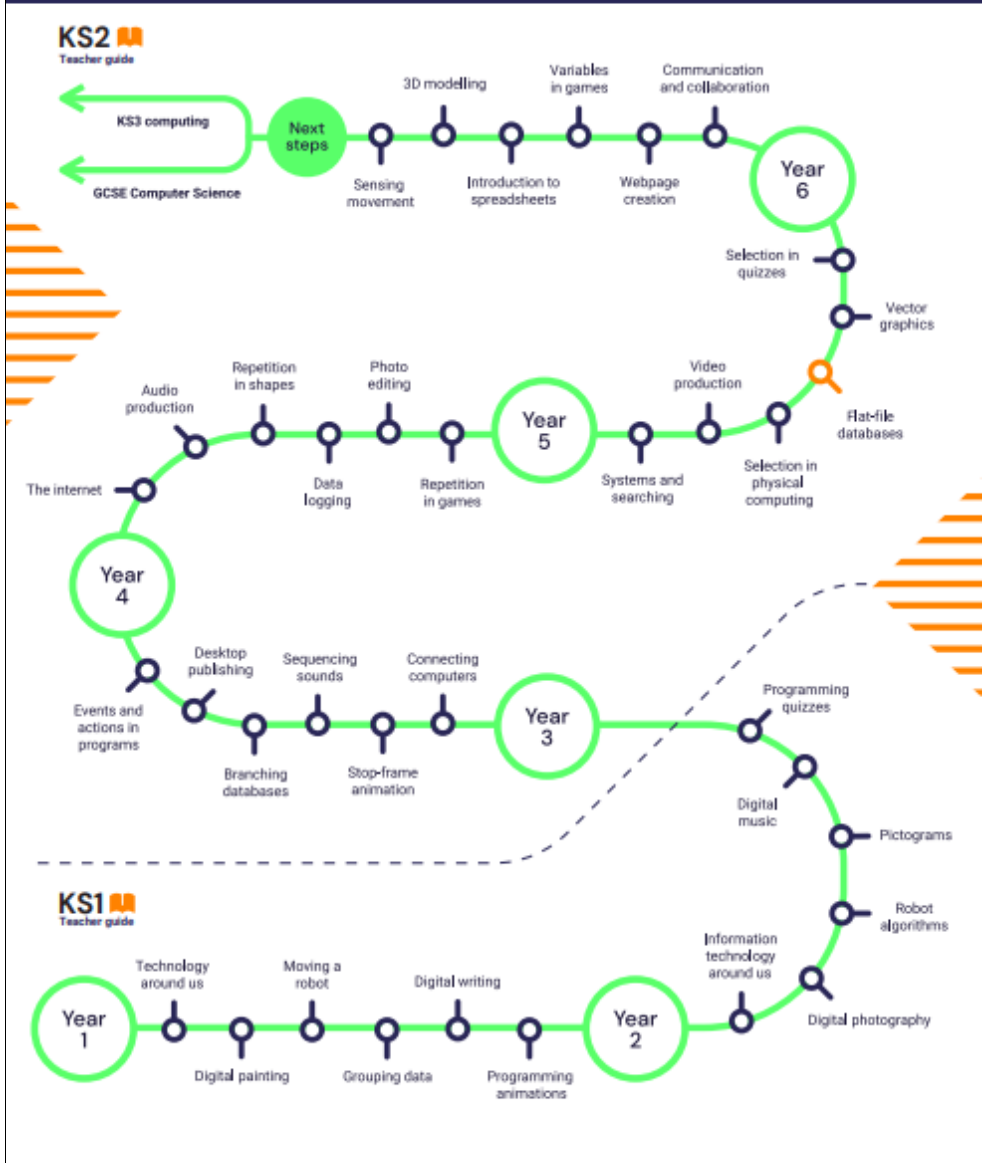 KS2
Teacher guide
KS3 computing
GCSE Computer Science
Next
steps
Sensing
movement
3D modelling
Introduction to
spreadsheets
Variables
in games
Webpage
creation
Communication
and collaboration
Year
6
Selection in
quizzes
Vector
graphics
Flat-file
databases
Selection in
physical
computing
Video
production
Systems and
searching
Year
5
Repetition
in games
Photo
editing
Data
logging
Repetition
in shapes
Audio
production
The internet
Year
4
Events and
actions in
programs
Desktop
publishing
Branching
databases
Sequencing
sounds
Stop-frame
animation
Connecting
computers
Year
3
Programming
quizzes
Digital
music
Pictograms
Robot
algorithms
Digital photography
Information
technology
around us
KS1
Teacher guide
Year
1
Technology
around us
Digital painting
Moving a
robot
Grouping data
Digital writing
Programming
animations
Year
2